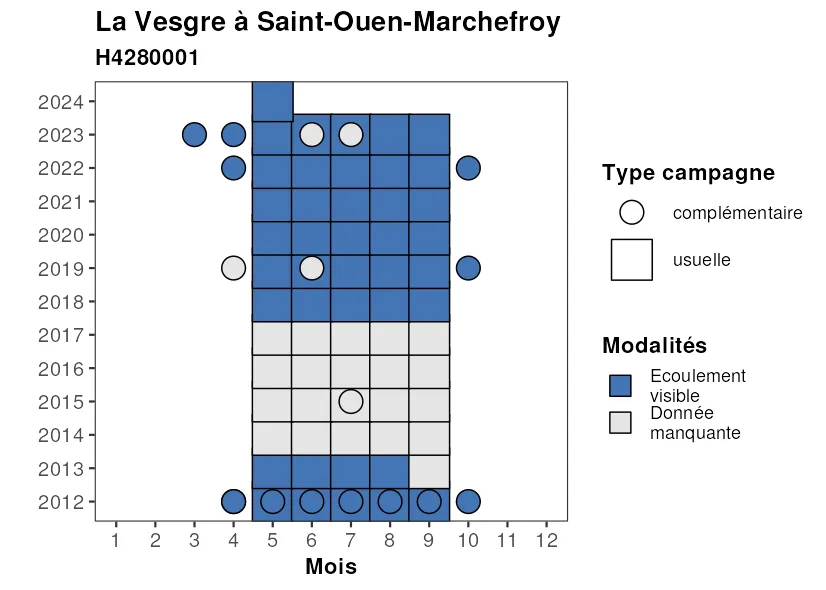 La Vesgre à Saint-Ouen-Marchefroy
H4280001
2024
2023
2022
2021
2020
2019
2018
2017
2016
2015
2014
2013
2012
1 2 3 4 5 6 7 8 9 10 11 12
Mois
Type campagne
complémentaire
usuelle
Modalités
Ecoulement
visible
Donnée
manquante